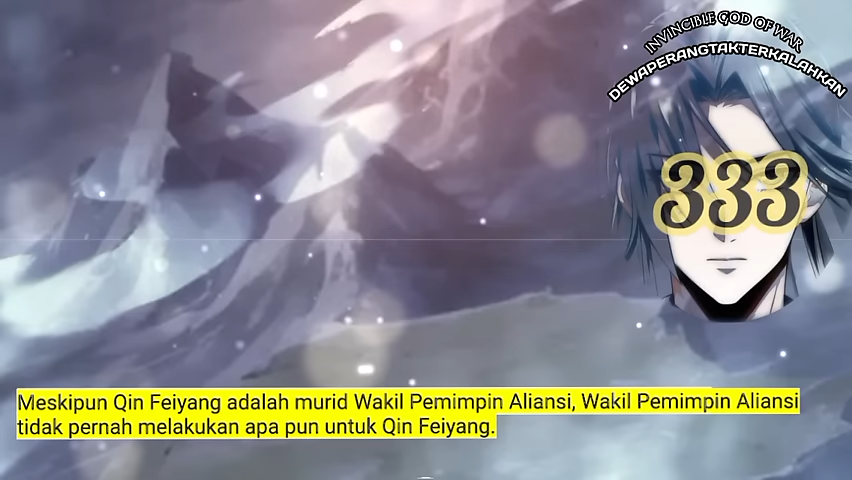 INVINCIBLE GOD OF WAR
DEWAPERANGTAKTERKALAHKAN
333
Meskipun Qin Feiyang adalah murid Wakil Pemimpin Aliansi, Wakil Pemimpin Aliansi
tidak pernah melakukan apa pun untuk Qin Feiyang.